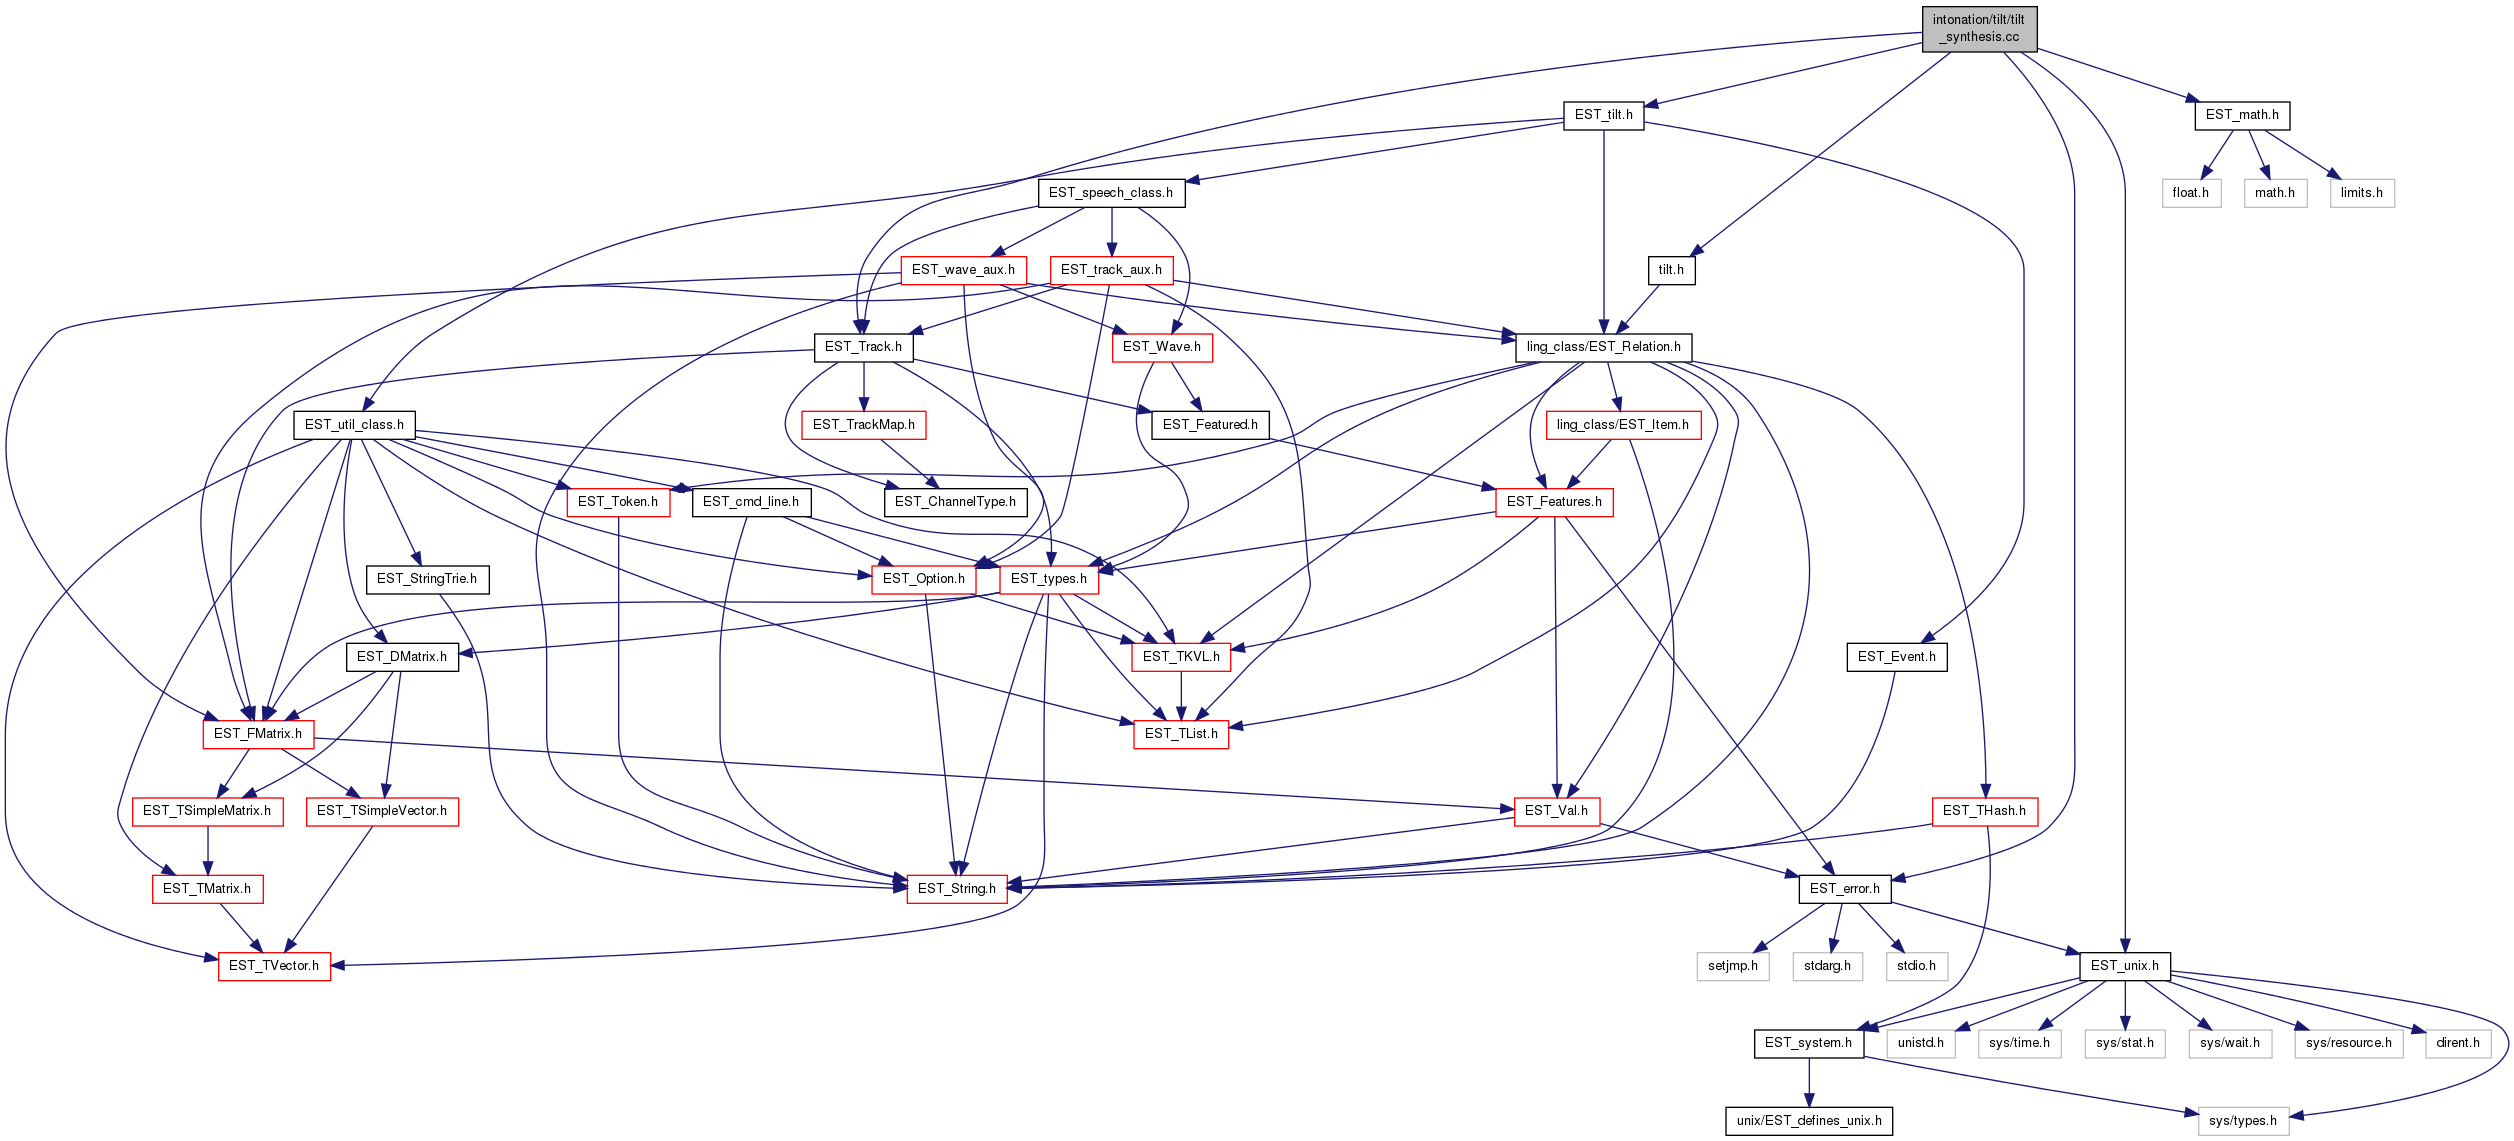 intonation/tilt/tilt
_synthesis.cc
EST_tilt.h
EST_math.h
EST_speech_class.h
float.h
math.h
limits.h
EST_wave_aux.h
EST_track_aux.h
tilt.h
EST_Track.h
EST_Wave.h
ling_class/EST_Relation.h
EST_util_class.h
EST_TrackMap.h
EST_Featured.h
ling_class/EST_Item.h
EST_Token.h
EST_cmd_line.h
EST_ChannelType.h
EST_Features.h
EST_StringTrie.h
EST_Option.h
EST_types.h
EST_DMatrix.h
EST_TKVL.h
EST_Event.h
EST_FMatrix.h
EST_TList.h
EST_TSimpleMatrix.h
EST_TSimpleVector.h
EST_Val.h
EST_THash.h
EST_TMatrix.h
EST_String.h
EST_error.h
EST_TVector.h
setjmp.h
stdarg.h
stdio.h
EST_unix.h
EST_system.h
unistd.h
sys/time.h
sys/stat.h
sys/wait.h
sys/resource.h
dirent.h
unix/EST_defines_unix.h
sys/types.h